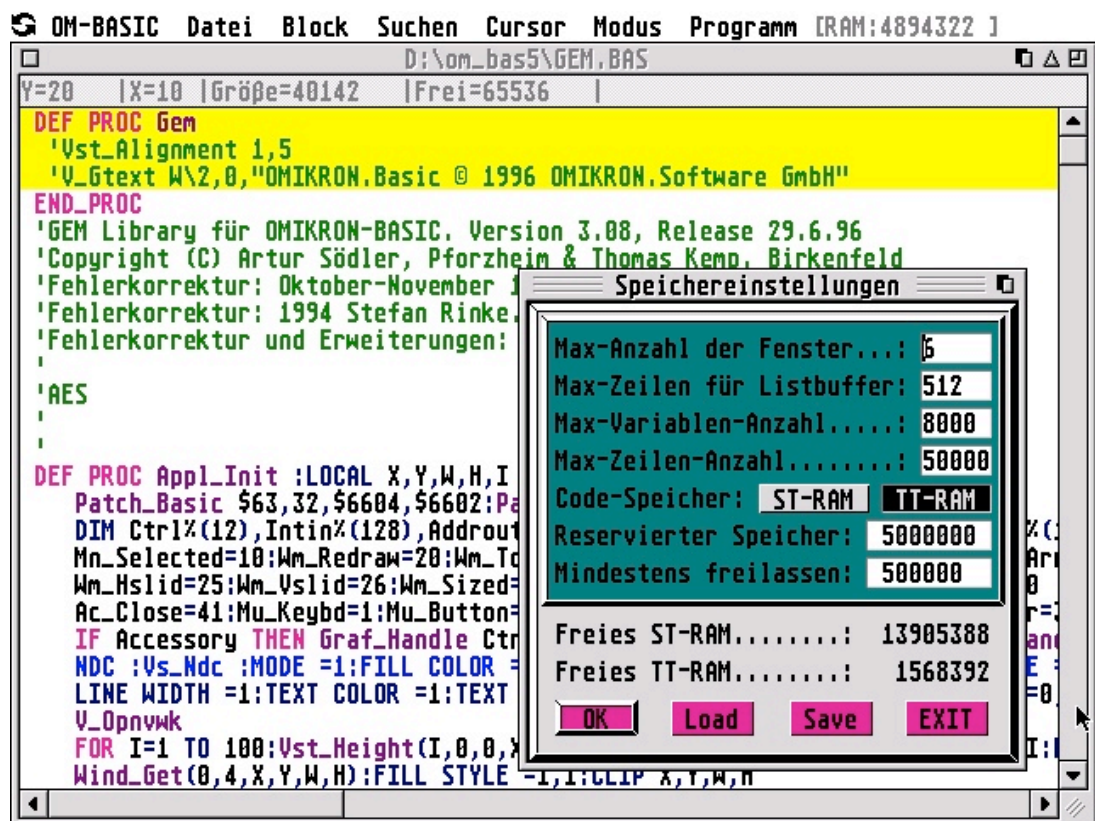 OM-BASIC Datei Block Suchen Cursor Modus Programm [RAM:4894322 ]
D:\om_bas5\GEM.BAS
Y=20 |X=10 |Größe=40142 |Frei=65536 |
DEF PROC Gem
'Vst_Alignment 1,5
'V_Gtext W\2,0,"OMIKRON.Basic © 1996 OMIKRON.Software GmbH"
END_PROC
'GEM Library für OMIKRON-BASIC. Version 3.08, Release 29.6.96
'Copyright (C) Artur Södler, Pforzheim & Thomas Kemp, Birkenfeld
'Fehlerkorrektur: Oktober-November 1
'Fehlerkorrektur: 1994 Stefan Rinke.
'Fehlerkorrektur und Erweiterungen:
'
'AES
'
'
DEF PROC Appl_Init :LOCAL X,Y,W,H,I
Patch_Basic $63,32,$6604,$6602:Pa
DIM Ctrl%(12),Intin%(128),Addrout
Mn_Selected=10:Wm_Redraw=20:Wm_To
Wm_Hslid=25:Wm_Vslid=26:Wm_Sized=
Ac_Close=41:Mu_Keybd=1:Mu_Button=
IF Accessory THEN Graf_Handle Ctr
NDC :Vs_Ndc :MODE =1:FILL COLOR =
LINE WIDTH =1:TEXT COLOR =1:TEXT
V_Opnvwk
FOR I=1 TO 100:Vst_Height(I,0,0,X
Wind_Get(0,4,X,Y,W,H):FILL STYLE =1,1:CLIP X,Y,W,H
Speichereinstellungen
Max-Anzahl der Fenster...: 6
Max-Zeilen für Listbuffer: 512
Max-Variablen-Anzahl.....: 8000
Max-Zeilen-Anzahl........: 50000
Code-Speicher: ST-RAM TT-RAM
Reservierter Speicher: 5000000
Mindestens freilassen: 500000
Freies ST-RAM........: 13905388
Freies TT-RAM........: 1568392
OK Load Save EXIT